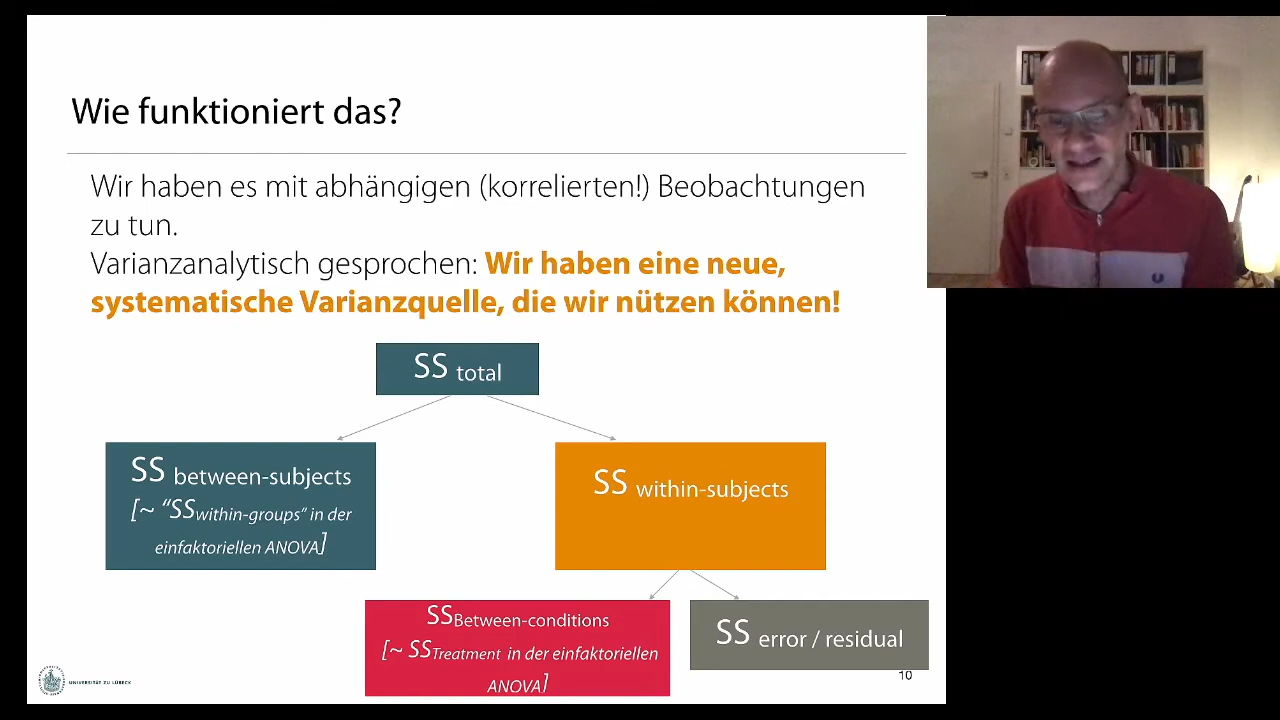 Wie funktioniert das?
Wir haben es mit abhängigen (korrelierten!) Beobachtungen
zu tun.
Varianzanalytisch gesprochen: Wir haben eine neue,
systematische Varianzquelle, die wir nützen können!
SS total
SS between-subjects
[~ “SSwithin-groups” in der
einfaktoriellen ANOVA]
SS within-subjects
SSBetween-conditions
[~ SSTreatment in der einfaktoriellen
ANOVA]
SS error / residual
UNIVERSITÄT ZU LÜBECK
10